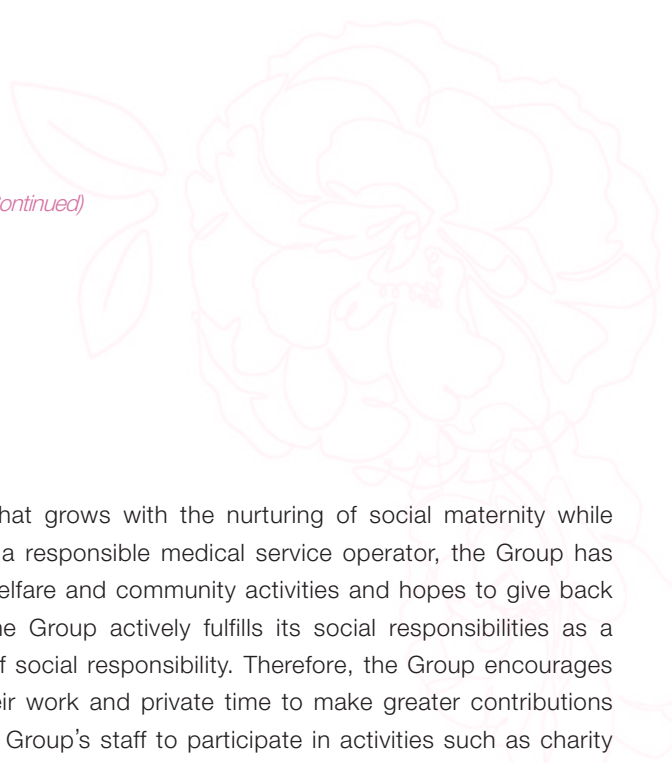 ontinued)
hat grows with the nurturing of social maternity while
a responsible medical service operator, the Group has
elfare and community activities and hopes to give back
e Group actively fulfills its social responsibilities as a
f social responsibility. Therefore, the Group encourages
eir work and private time to make greater contributions
Group's staff to participate in activities such as charity